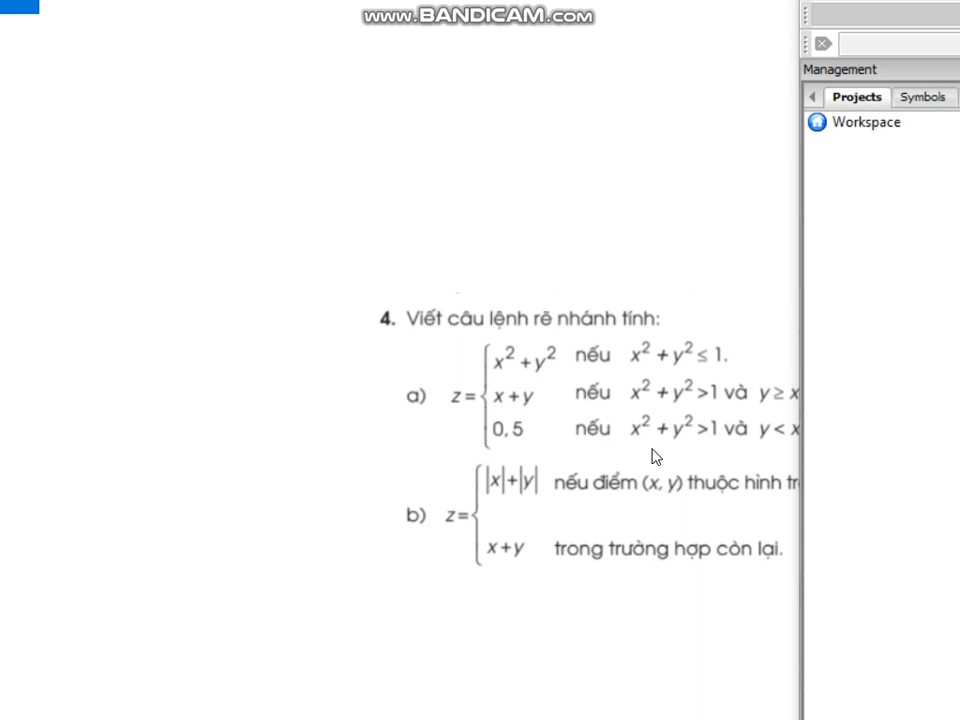 www.BANDICAM.com
Management
Projects Symbols
Workspace
4. Viết câu lệnh rẽ nhánh tính:
a) z = { x² + y² nếu x² + y² ≤ 1.
x + y nếu x² + y² > 1 và y ≥ x
0,5 nếu x² + y² > 1 và y < x
b) z = { |x| + |y| nếu điểm (x, y) thuộc hình
x + y trong trường hợp còn lại.